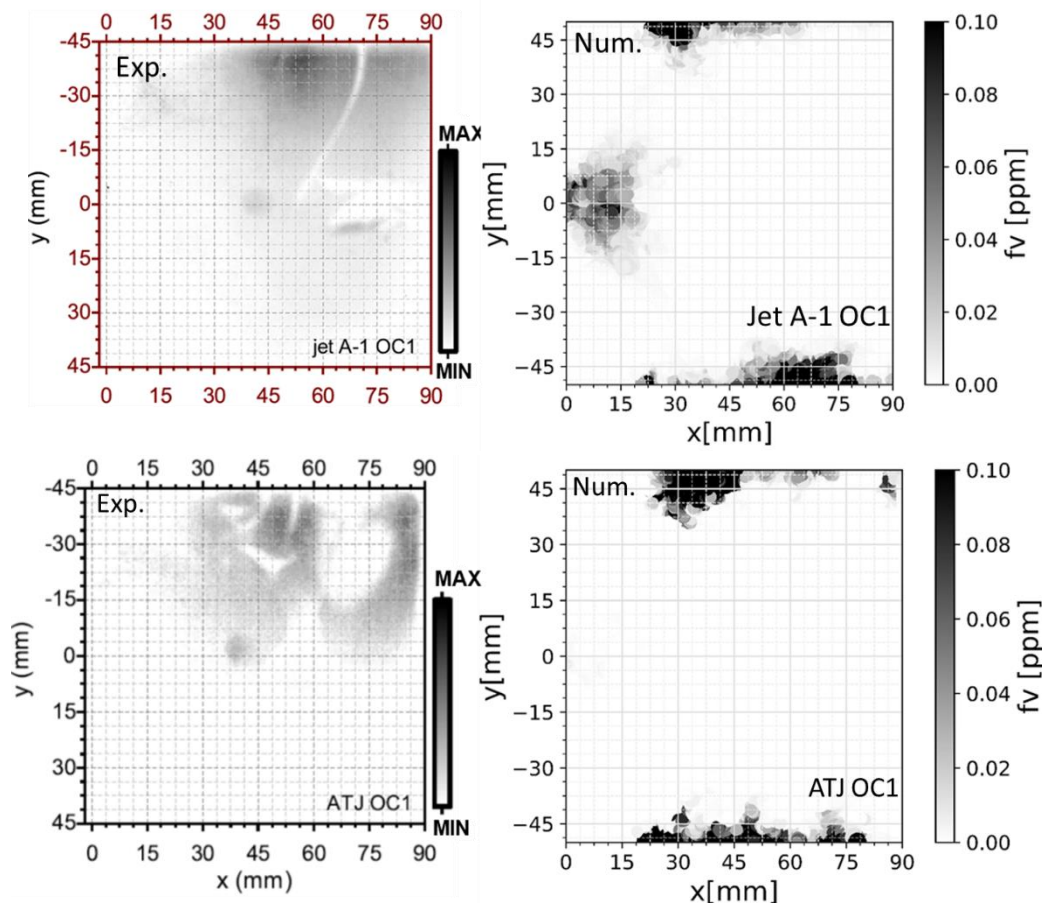 0 15 30 45 60 75 90
-45
-30
-15
0
15
30
45
y (mm)
Exp.
jet A-1 OC1
MAX
MIN
0 15 30 45 60 75 90
45
30
15
0
−15
−30
−45
y[mm]
Num.
Jet A-1 OC1
0 15 30 45 60 75 90
x[mm]
0.10
0.08
0.06
0.04
0.02
0.00
fv [ppm]
0 15 30 45 60 75 90
-45
-30
-15
0
15
30
45
y (mm)
Exp.
ATJ OC1
MAX
MIN
0 15 30 45 60 75 90
x (mm)
45
30
15
0
−15
−30
−45
y[mm]
Num.
ATJ OC1
0 15 30 45 60 75 90
x[mm]
0.10
0.08
0.06
0.04
0.02
0.00
fv [ppm]